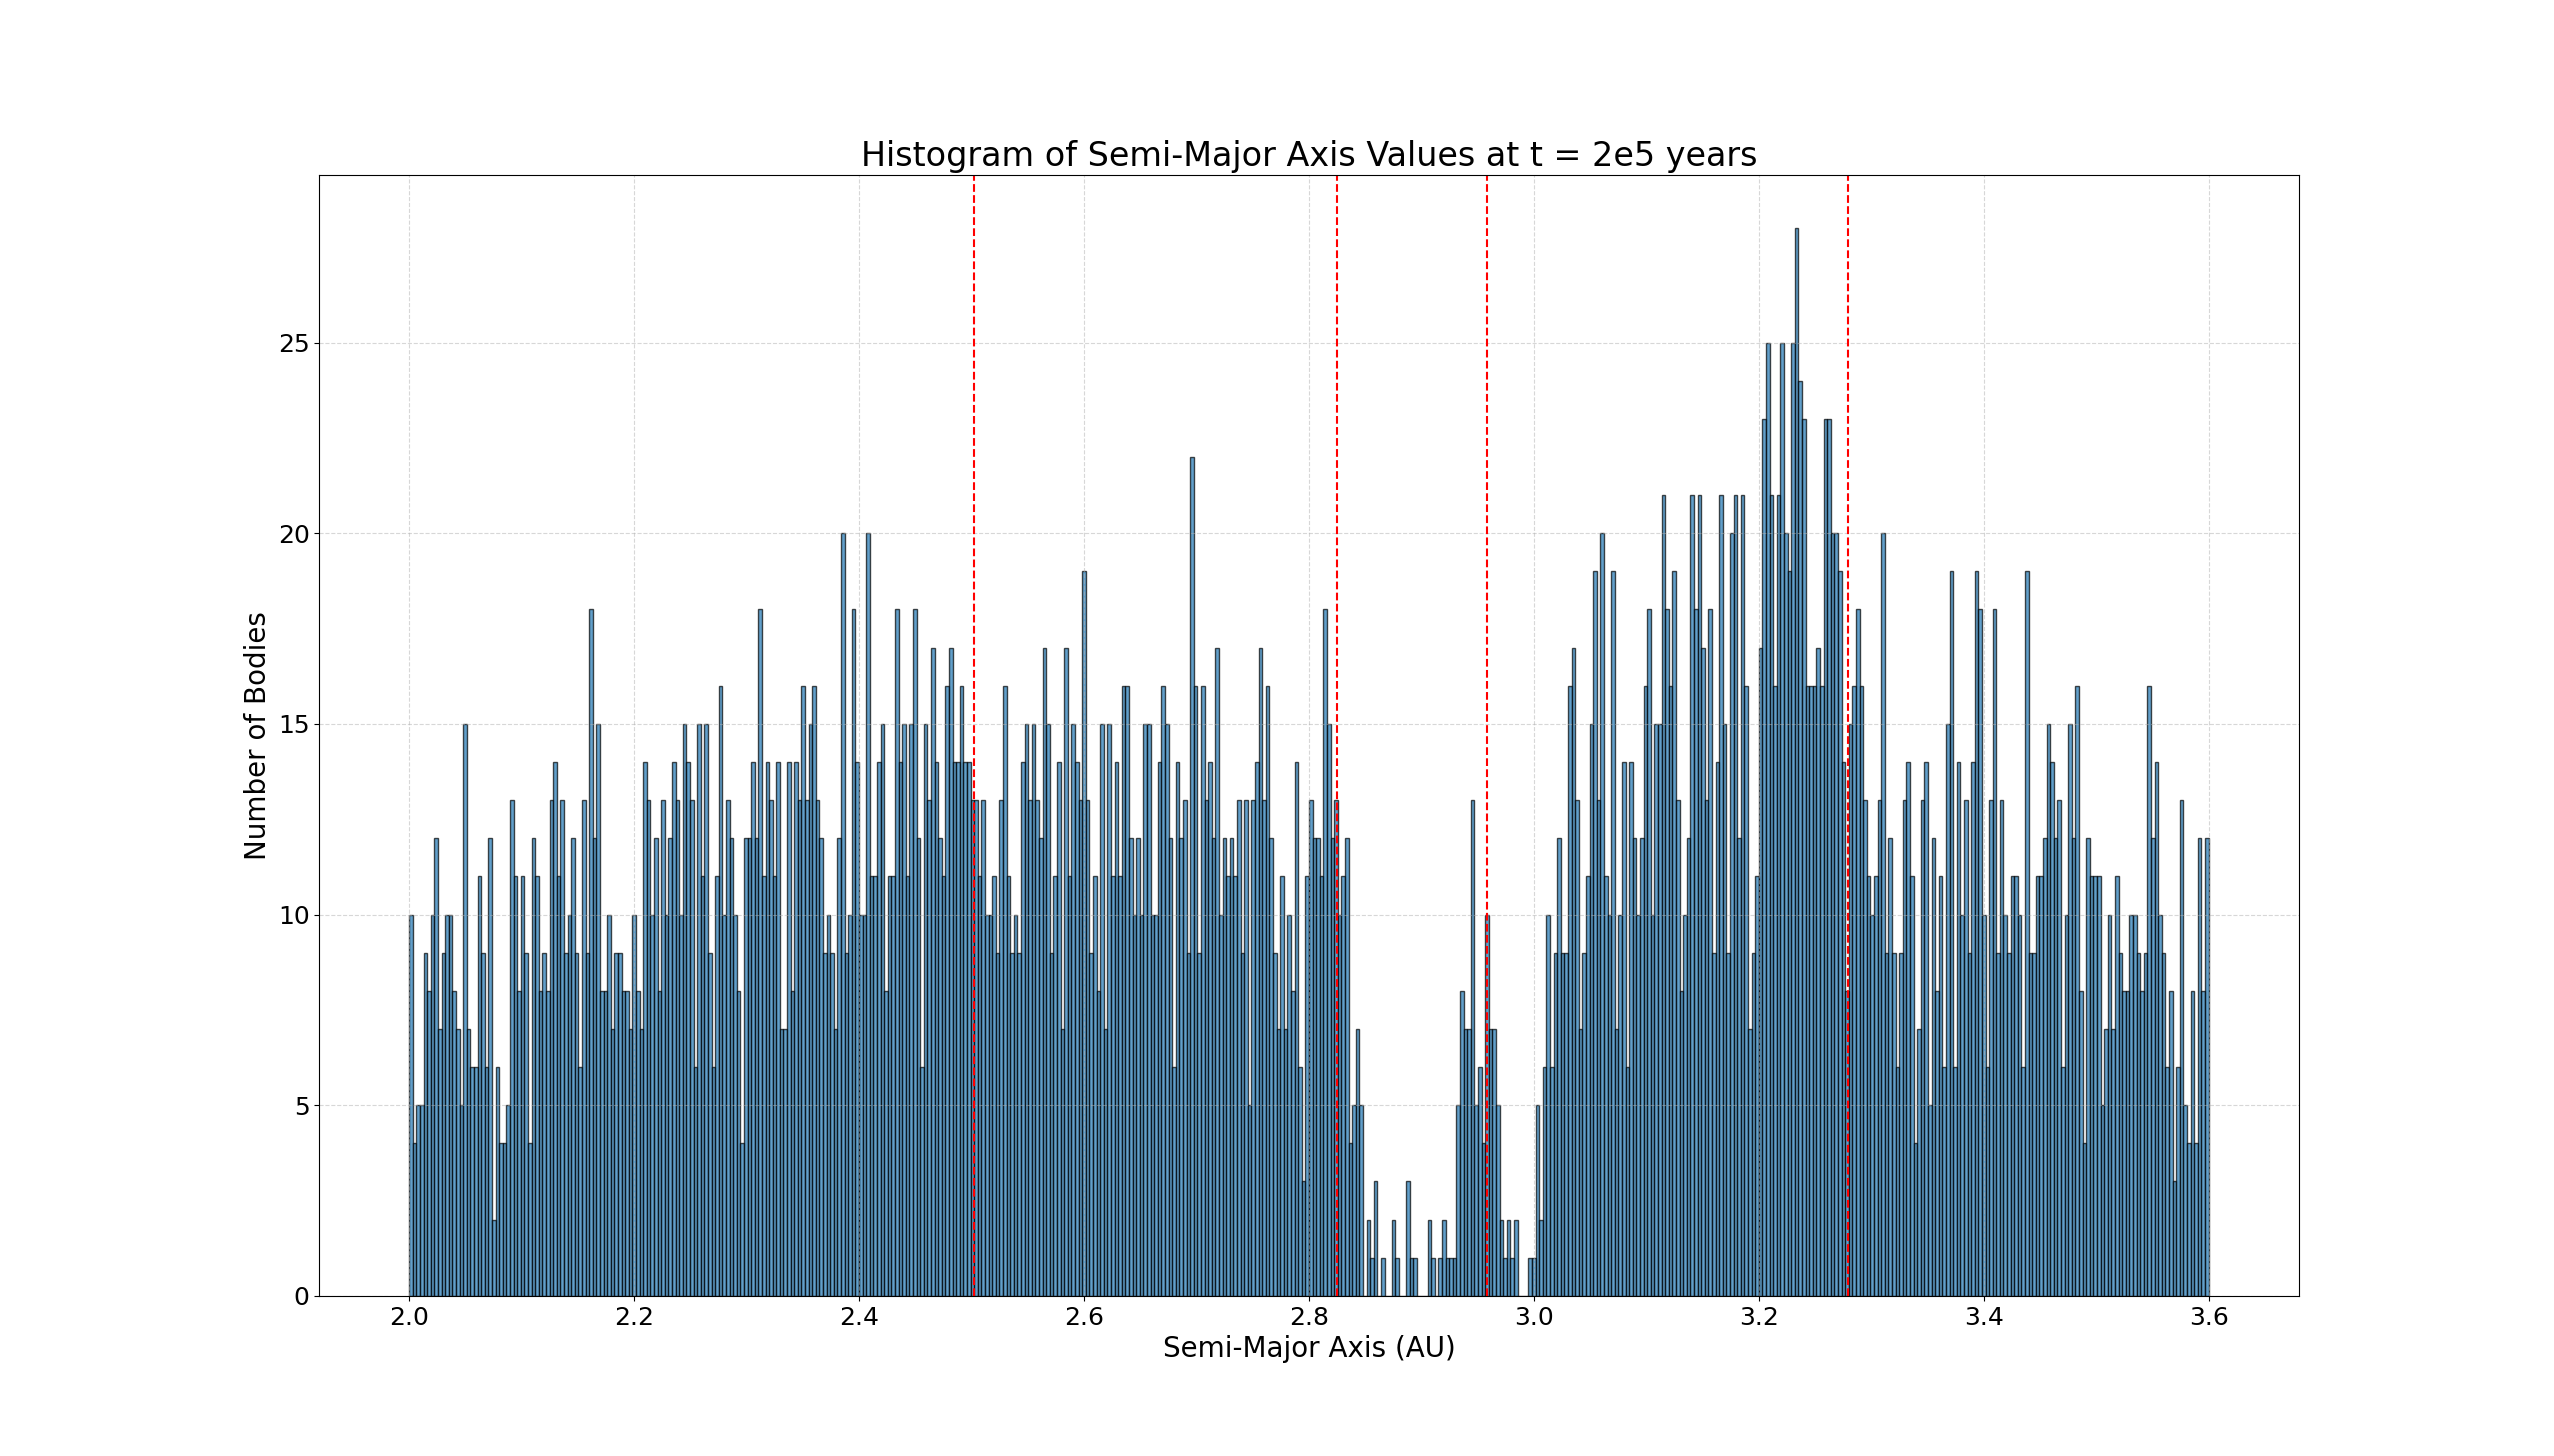 Histogram of Semi-Major Axis Values at t = 2e5 years
25
20
15
10
5
0
Number of Bodies
2.0 2.2 2.4 2.6 2.8 3.0 3.2 3.4 3.6
Semi-Major Axis (AU)